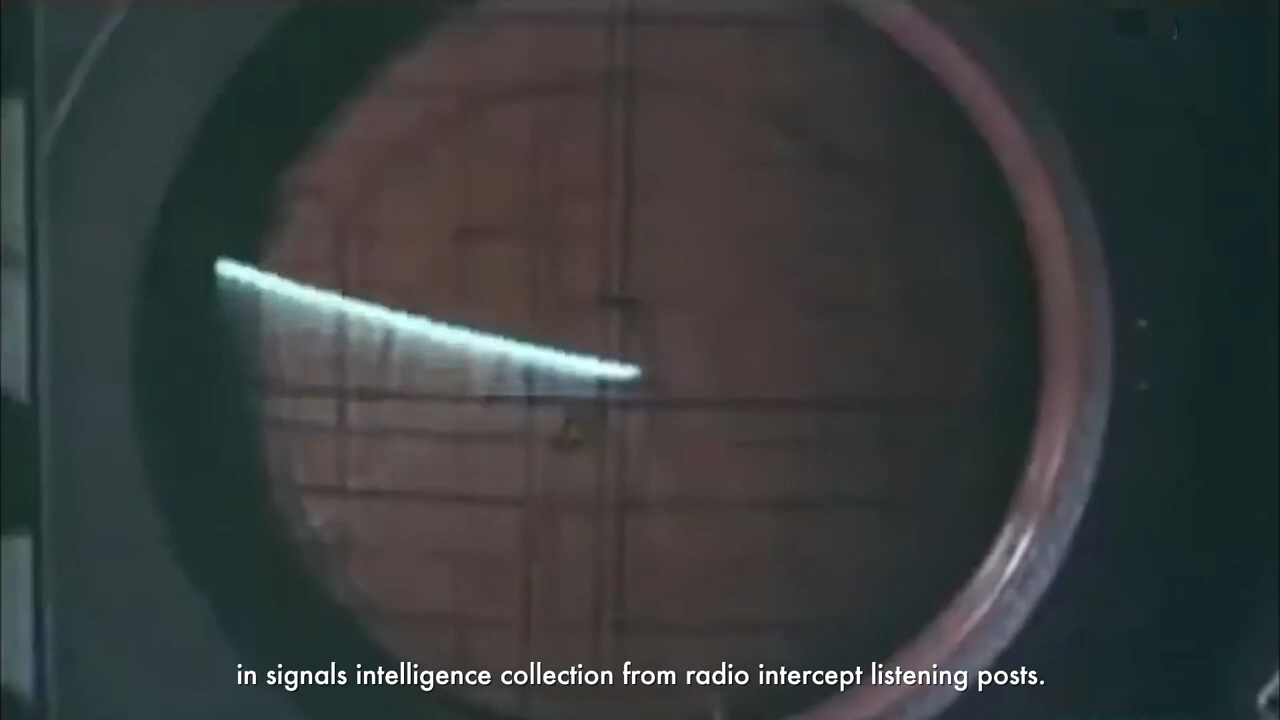 in signals intelligence collection from radio intercept listening posts.